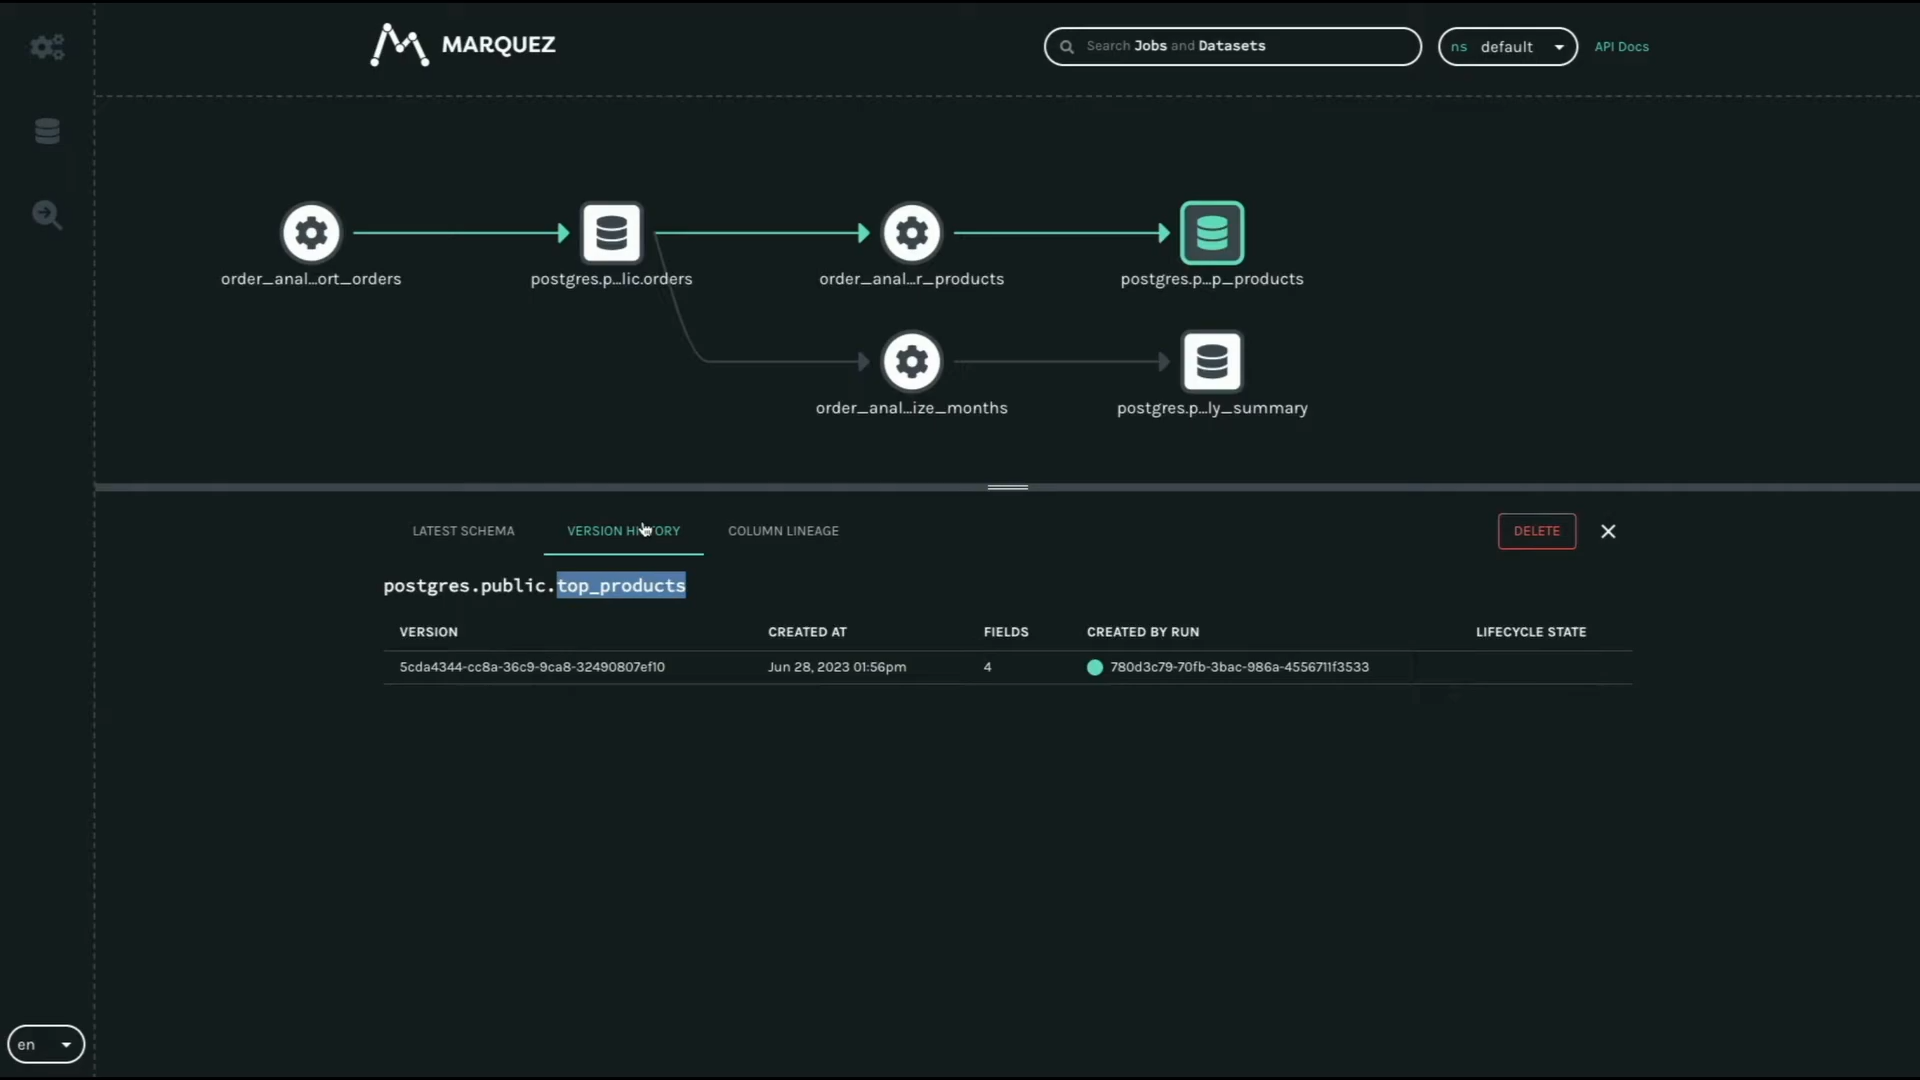 MARQUEZ
Search Jobs and Datasets
ns default
API Docs
order_anal...ort_orders
postgres.p...lic.orders
order_anal...r_products
postgres.p...p_products
order_anal...ize_months
postgres.p...ly_summary
LATEST SCHEMA
VERSION HISTORY
COLUMN LINEAGE
DELETE
postgres.public.top_products
VERSION CREATED AT FIELDS CREATED BY RUN LIFECYCLE STATE
5cda4344-cc8a-36c9-9ca8-32490807ef10 Jun 28, 2023 01:56pm 4 780d3c79-70fb-3bac-986a-4556711f3533
en